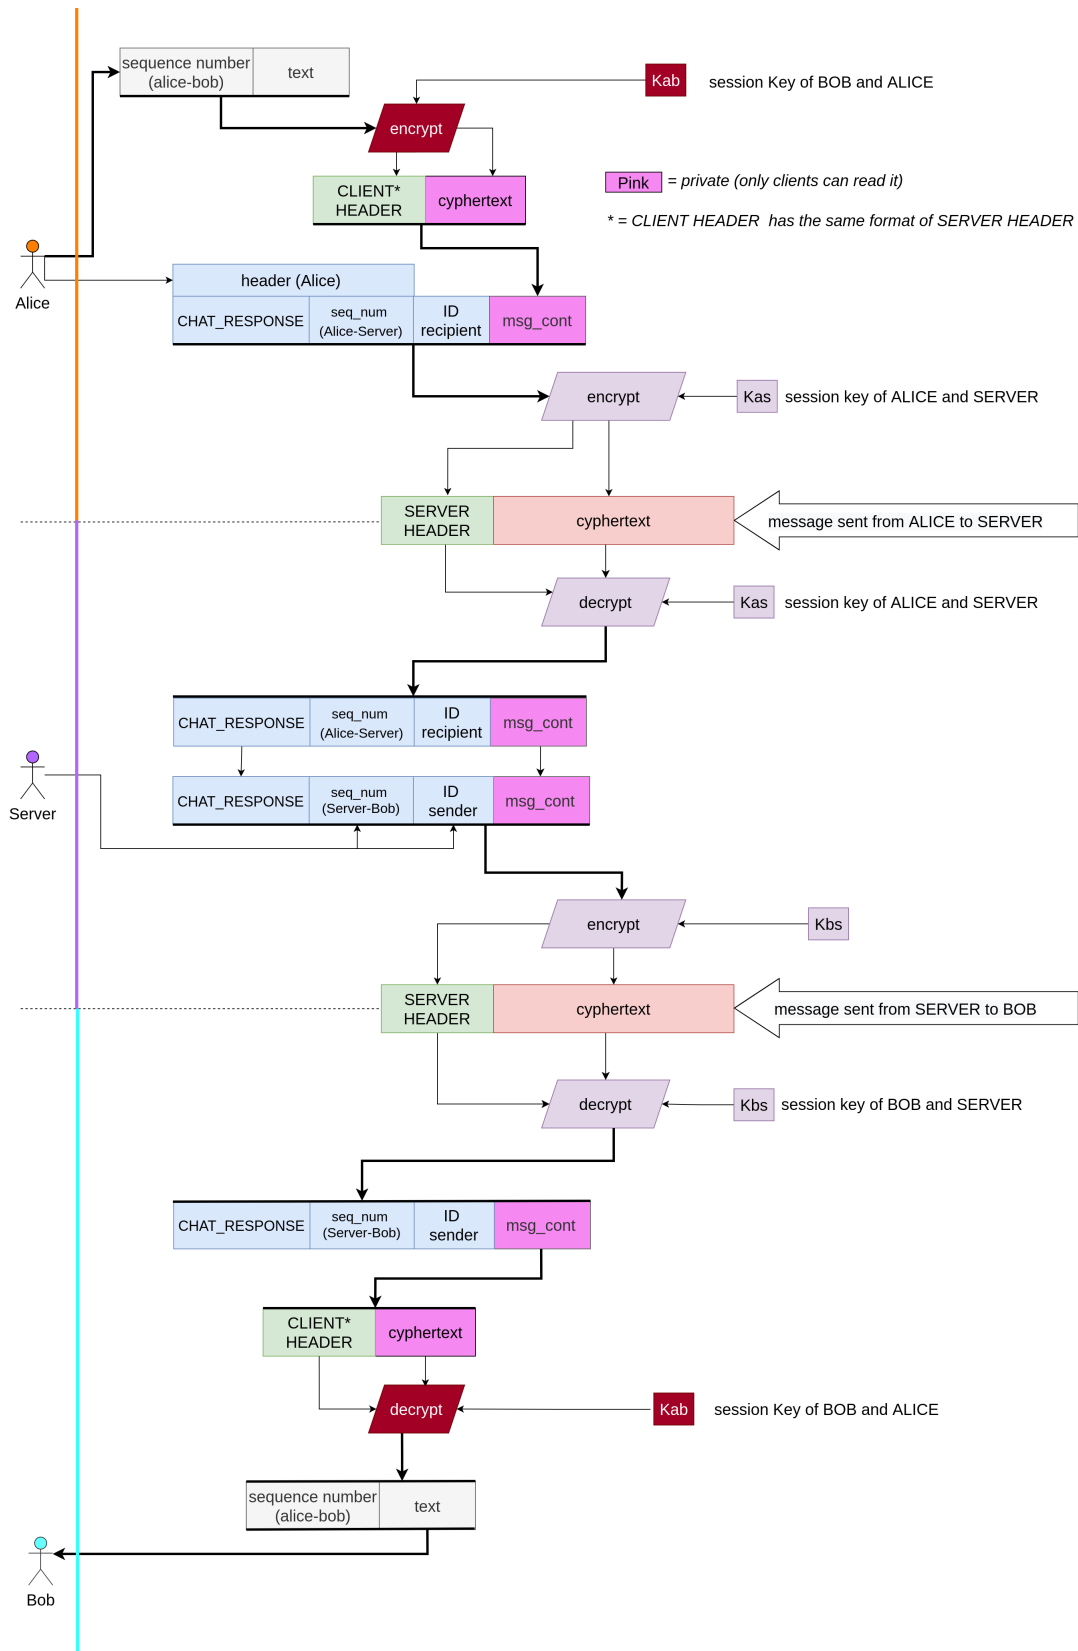 sequence number
(alice-bob)
text
Kab
session Key of BOB and ALICE
encrypt
CLIENT*
HEADER
cyphertext
Pink
= private (only clients can read it)
* = CLIENT HEADER has the same format of SERVER HEADER
Alice
header (Alice)
CHAT_RESPONSE
seq_num
(Alice-Server)
ID
recipient
msg_cont
encrypt
Kas
session key of ALICE and SERVER
SERVER
HEADER
cyphertext
message sent from ALICE to SERVER
decrypt
Kas
session key of ALICE and SERVER
CHAT_RESPONSE
seq_num
(Alice-Server)
ID
recipient
msg_cont
Server
CHAT_RESPONSE
seq_num
(Server-Bob)
ID
sender
msg_cont
encrypt
Kbs
SERVER
HEADER
cyphertext
message sent from SERVER to BOB
decrypt
Kbs
session key of BOB and SERVER
CHAT_RESPONSE
seq_num
(Server-Bob)
ID
sender
msg_cont
CLIENT*
HEADER
cyphertext
decrypt
Kab
session Key of BOB and ALICE
sequence number
(alice-bob)
text
Bob